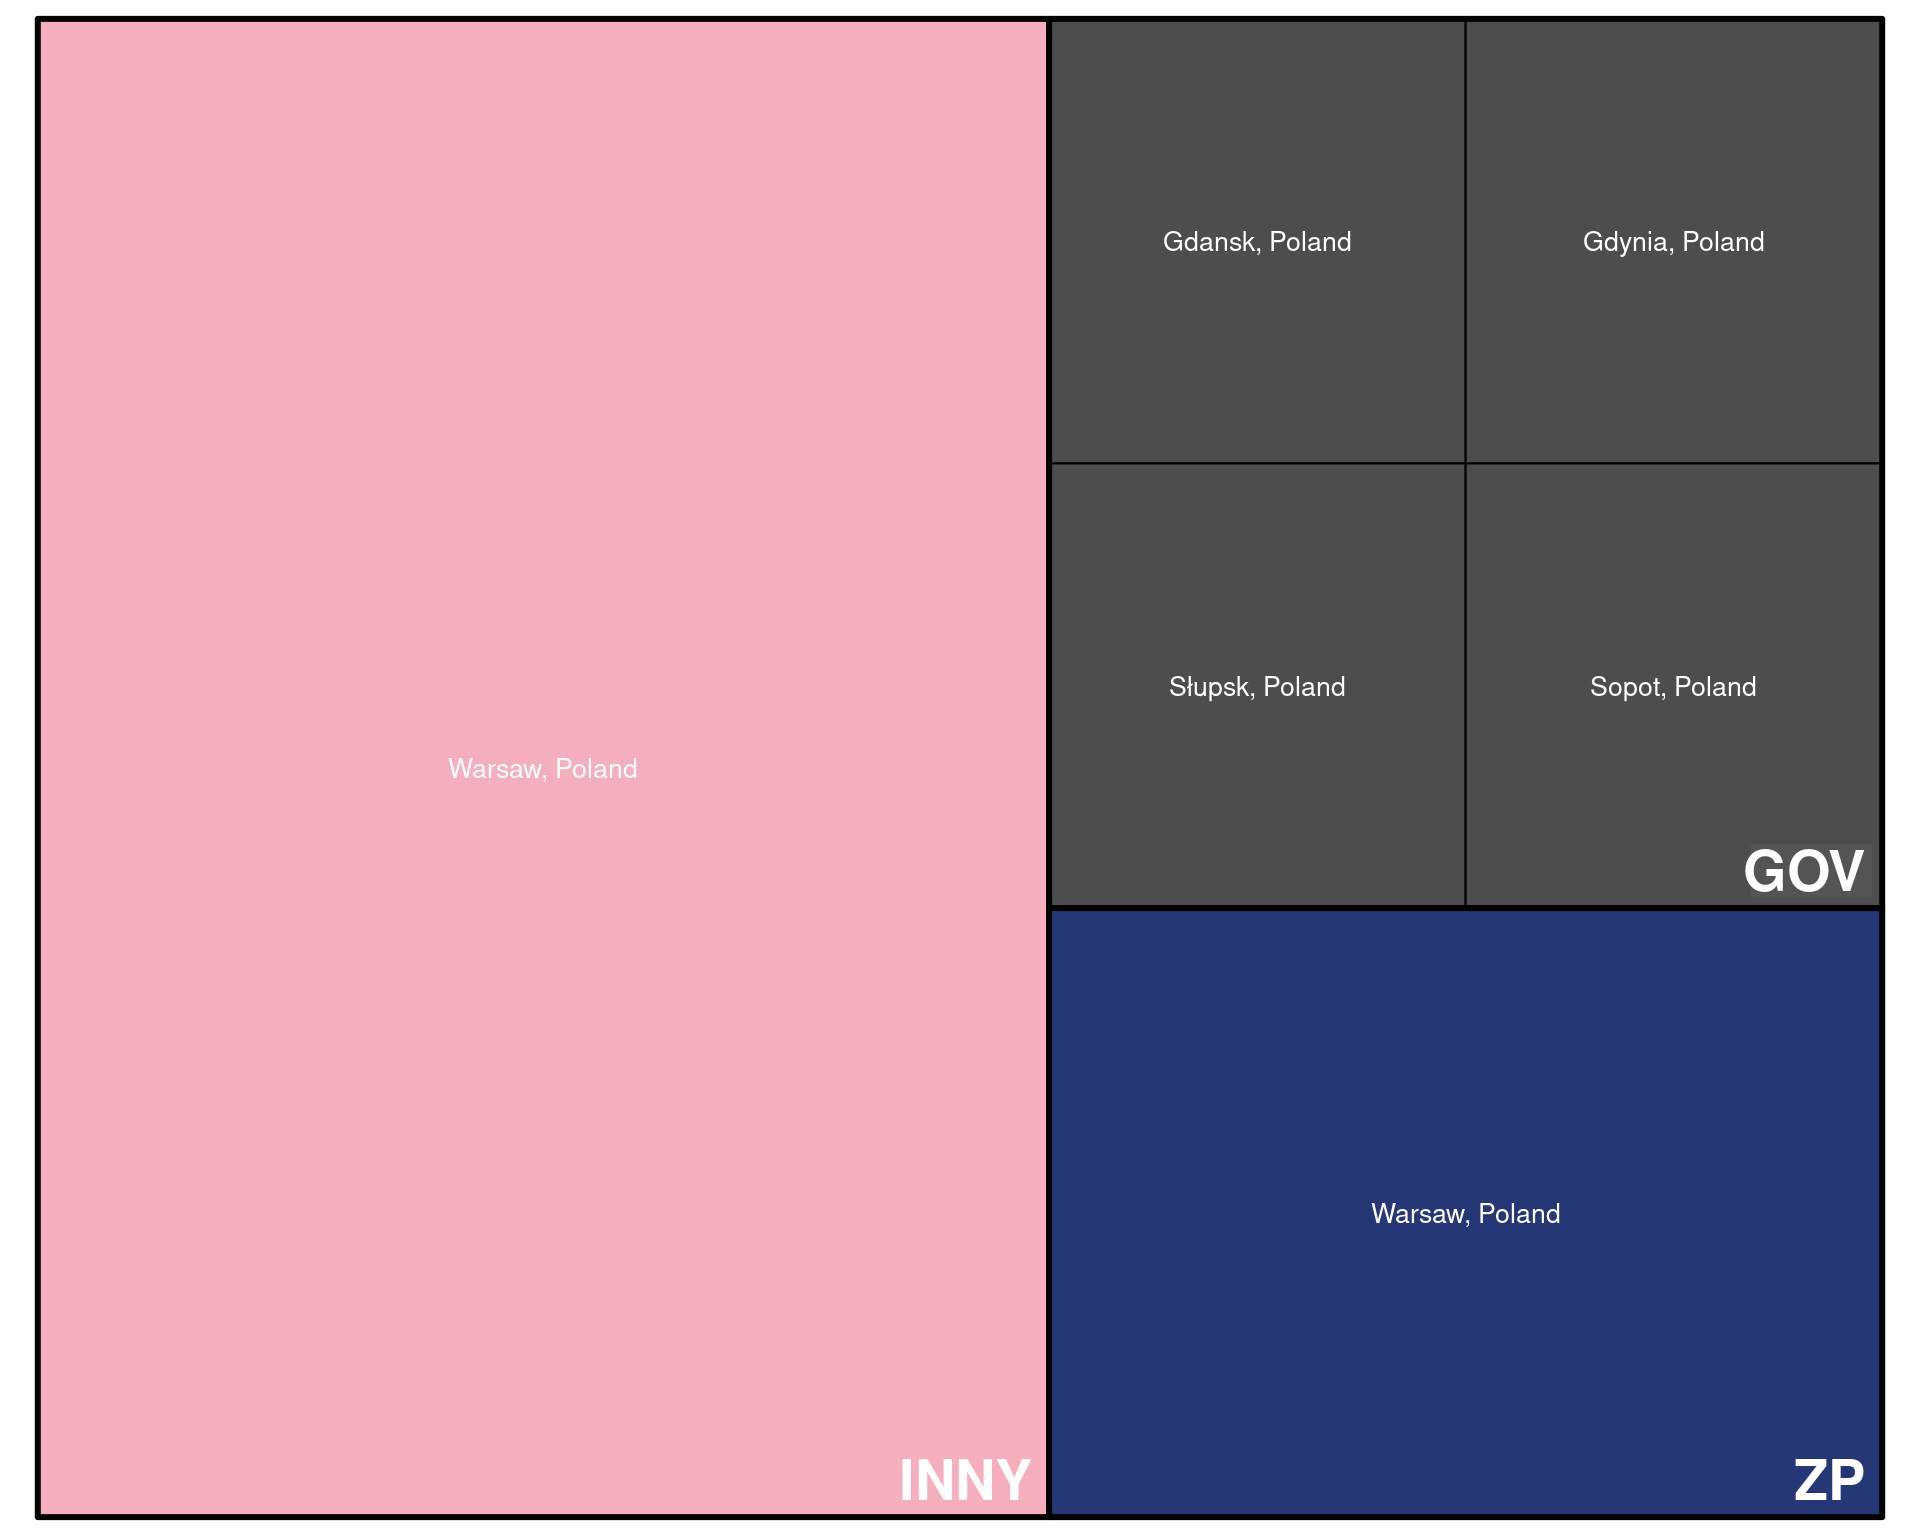 Warsaw, Poland
INNY
Gdansk, Poland
Gdynia, Poland
Słupsk, Poland
Sopot, Poland
GOV
Warsaw, Poland
ZP